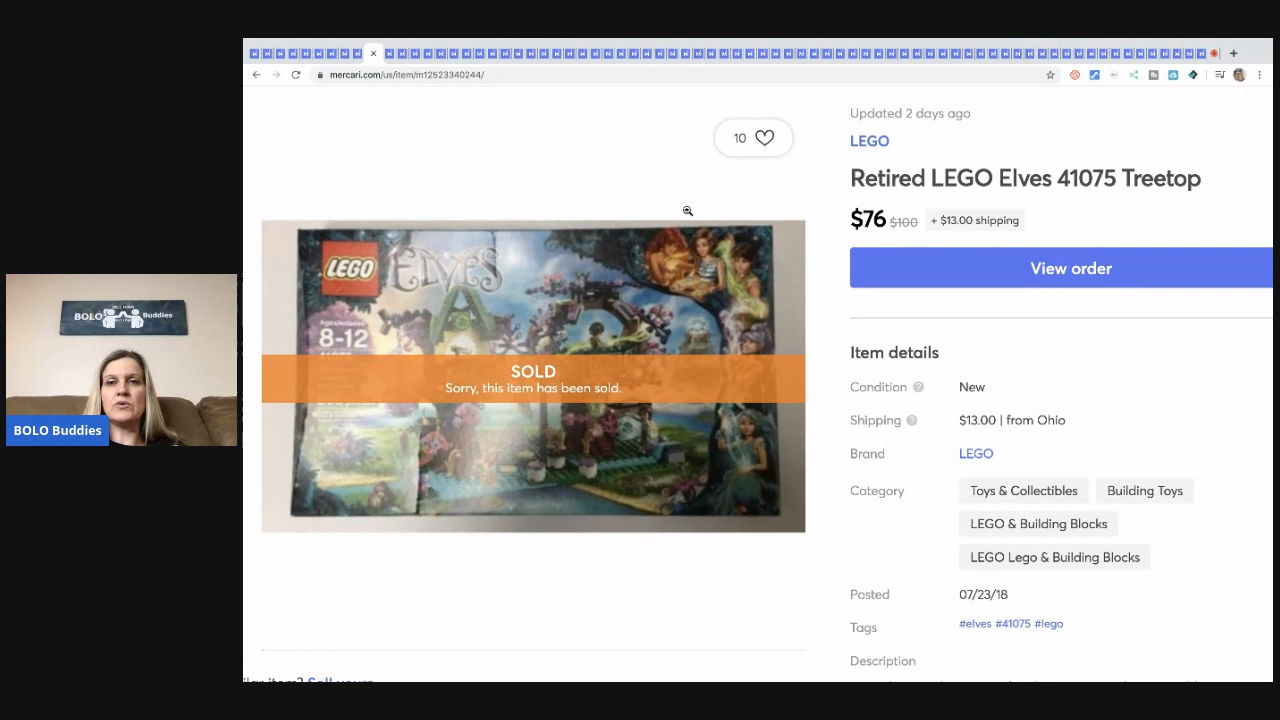 mercari.com/us/item/m12523340244/
Updated 2 days ago
10
LEGO
Retired LEGO Elves 41075 Treetop
$76 $100 + $13.00 shipping
View order
LEGO ELVES
8-12
SOLD
Sorry, this item has been sold.
Item details
Condition New
Shipping $13.00 | from Ohio
Brand LEGO
Category Toys & Collectibles Building Toys
LEGO & Building Blocks
LEGO Lego & Building Blocks
Posted 07/23/18
Tags #elves #41075 #lego
Description
BOLO Buddies
BOLO Buddies